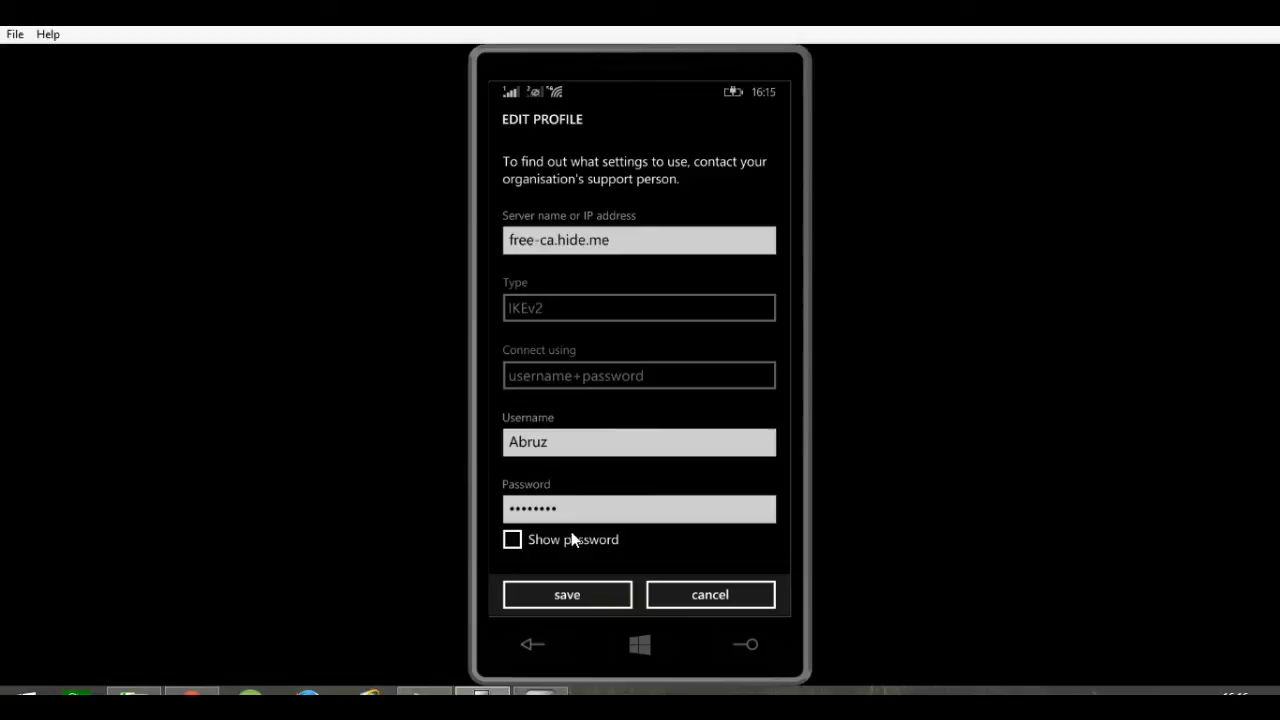 File Help
16:15
EDIT PROFILE
To find out what settings to use, contact your
organisation's support person.
Server name or IP address
free-ca.hide.me
Type
IKEv2
Connect using
username+password
Username
Abruz
Password
••••••••
Show password
save cancel